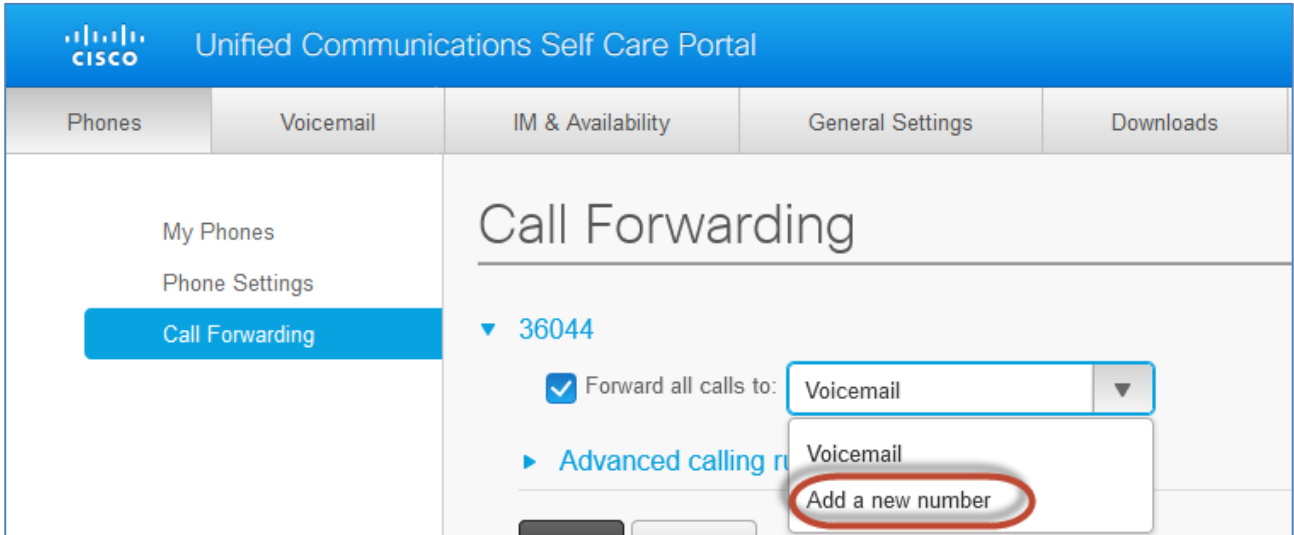 CISCO Unified Communications Self Care Portal
Phones Voicemail IM & Availability General Settings Downloads
My Phones
Phone Settings
Call Forwarding
Call Forwarding
36044
Forward all calls to: Voicemail
Voicemail
Advanced calling
Add a new number